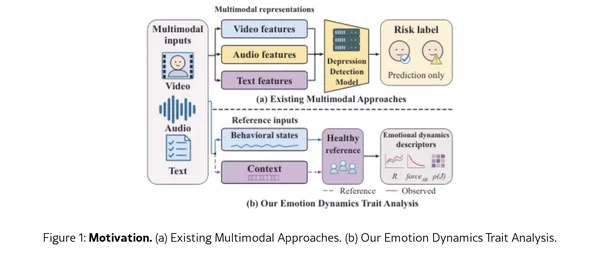 Multimodal representations
Multimodal
inputs
Video
Audio
Text
Video features
Audio features
Text features
Depression
Detection
Model
Risk label
Prediction only
(a) Existing Multimodal Approaches
Reference inputs
Behavioral states
Context
Healthy
reference
Emotional dynamics
descriptors
R force ρ(J)
Reference Observed
(b) Our Emotion Dynamics Trait Analysis
Figure 1: Motivation. (a) Existing Multimodal Approaches. (b) Our Emotion Dynamics Trait Analysis.